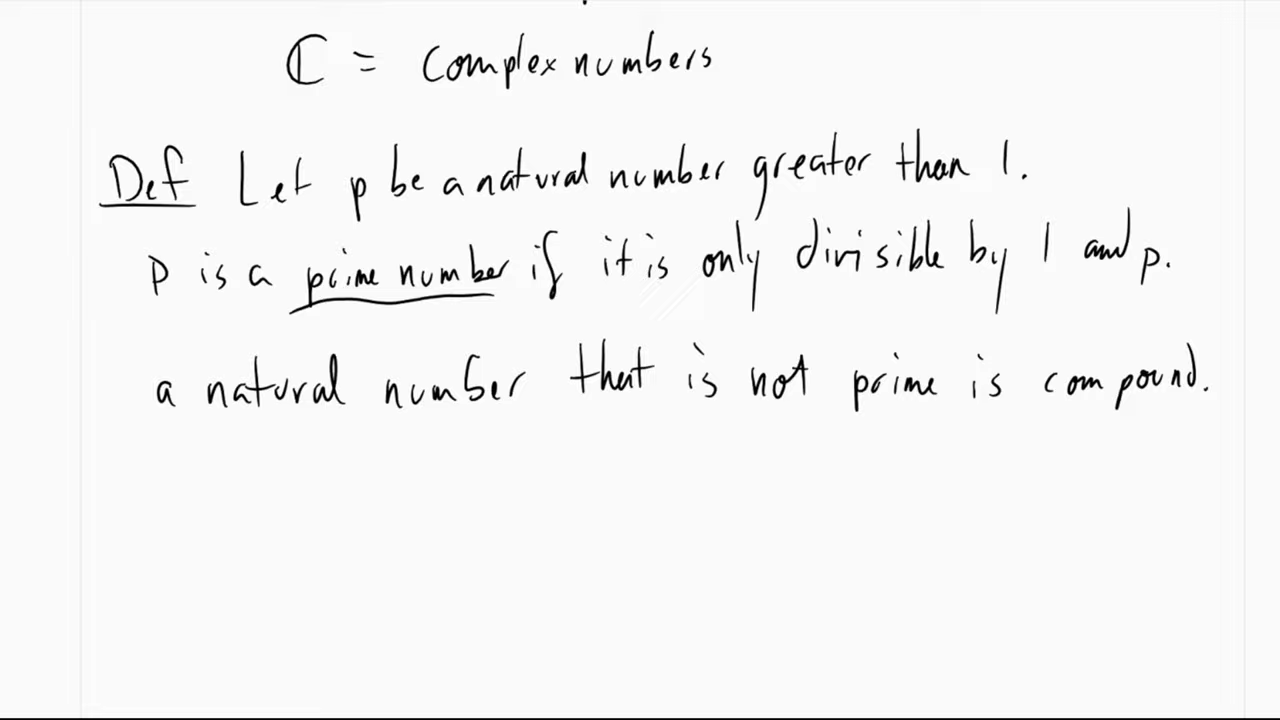 ℂ = complex numbers
Def Let p be a natural number greater than 1.
p is a prime number if it is only divisible by 1 and p.
a natural number that is not prime is compound.